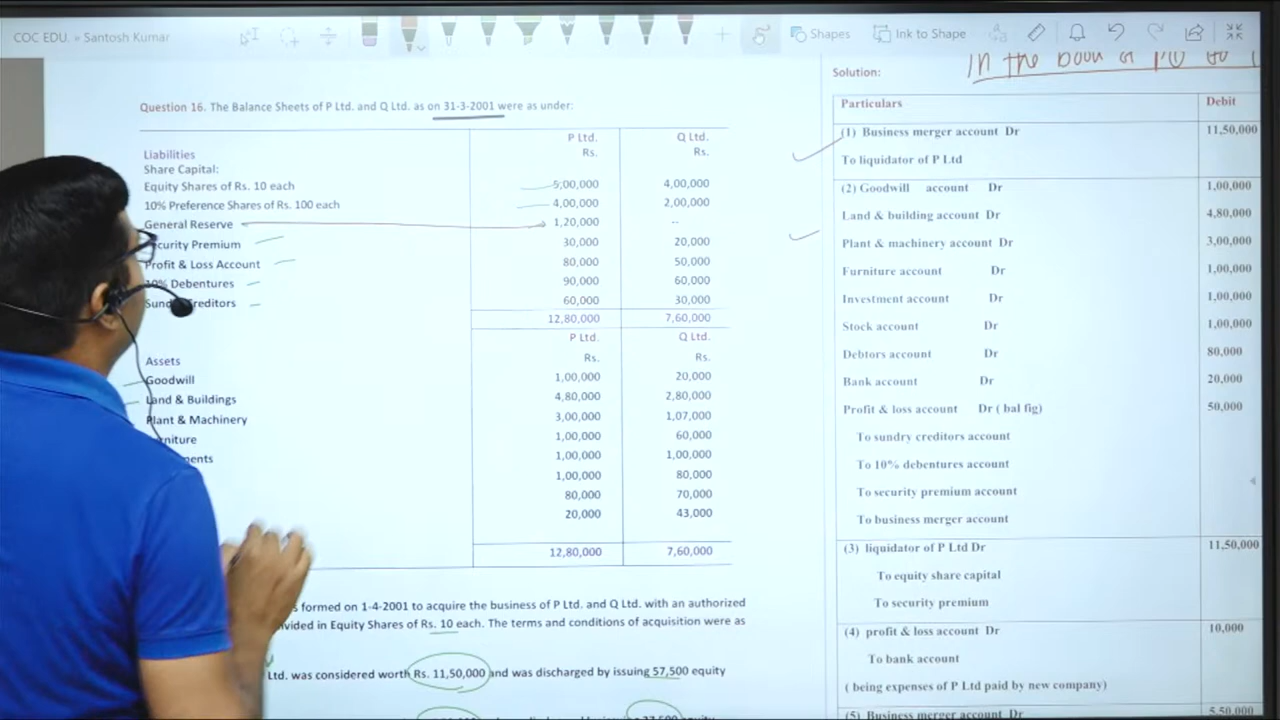 COC EDU. » Santosh Kumar
Shapes
Ink to Shape
Solution:
In the book of
Question 16. The Balance Sheets of P Ltd. and Q Ltd. as on 31-3-2001 were as under:
P Ltd. Q Ltd.
Liabilities Rs. Rs.
Share Capital:
Equity Shares of Rs. 10 each 5,00,000 4,00,000
10% Preference Shares of Rs. 100 each 4,00,000 2,00,000
General Reserve 1,20,000 --
Security Premium 30,000 20,000
Profit & Loss Account 80,000 50,000
10% Debentures 90,000 60,000
Sundry Creditors 60,000 30,000
12,80,000 7,60,000
P Ltd. Q Ltd.
Assets Rs. Rs.
Goodwill 1,00,000 20,000
Land & Buildings 4,80,000 2,80,000
Plant & Machinery 3,00,000 1,07,000
rniture 1,00,000 60,000
ents 1,00,000 1,00,000
1,00,000 80,000
80,000 70,000
20,000 43,000
12,80,000 7,60,000
s formed on 1-4-2001 to acquire the business of P Ltd. and Q Ltd. with an authorized
ivided in Equity Shares of Rs. 10 each. The terms and conditions of acquisition were as
Ltd. was considered worth Rs. 11,50,000 and was discharged by issuing 57,500 equity
Particulars Debit
(1) Business merger account Dr 11,50,000
To liquidator of P Ltd
(2) Goodwill account Dr 1,00,000
Land & building account Dr 4,80,000
Plant & machinery account Dr 3,00,000
Furniture account Dr 1,00,000
Investment account Dr 1,00,000
Stock account Dr 1,00,000
Debtors account Dr 80,000
Bank account Dr 20,000
Profit & loss account Dr ( bal fig) 50,000
To sundry creditors account
To 10% debentures account
To security premium account
To business merger account
(3) liquidator of P Ltd Dr 11,50,000
To equity share capital
To security premium
(4) profit & loss account Dr 10,000
To bank account
( being expenses of P Ltd paid by new company)
(5) Business merger account Dr 5,50,000